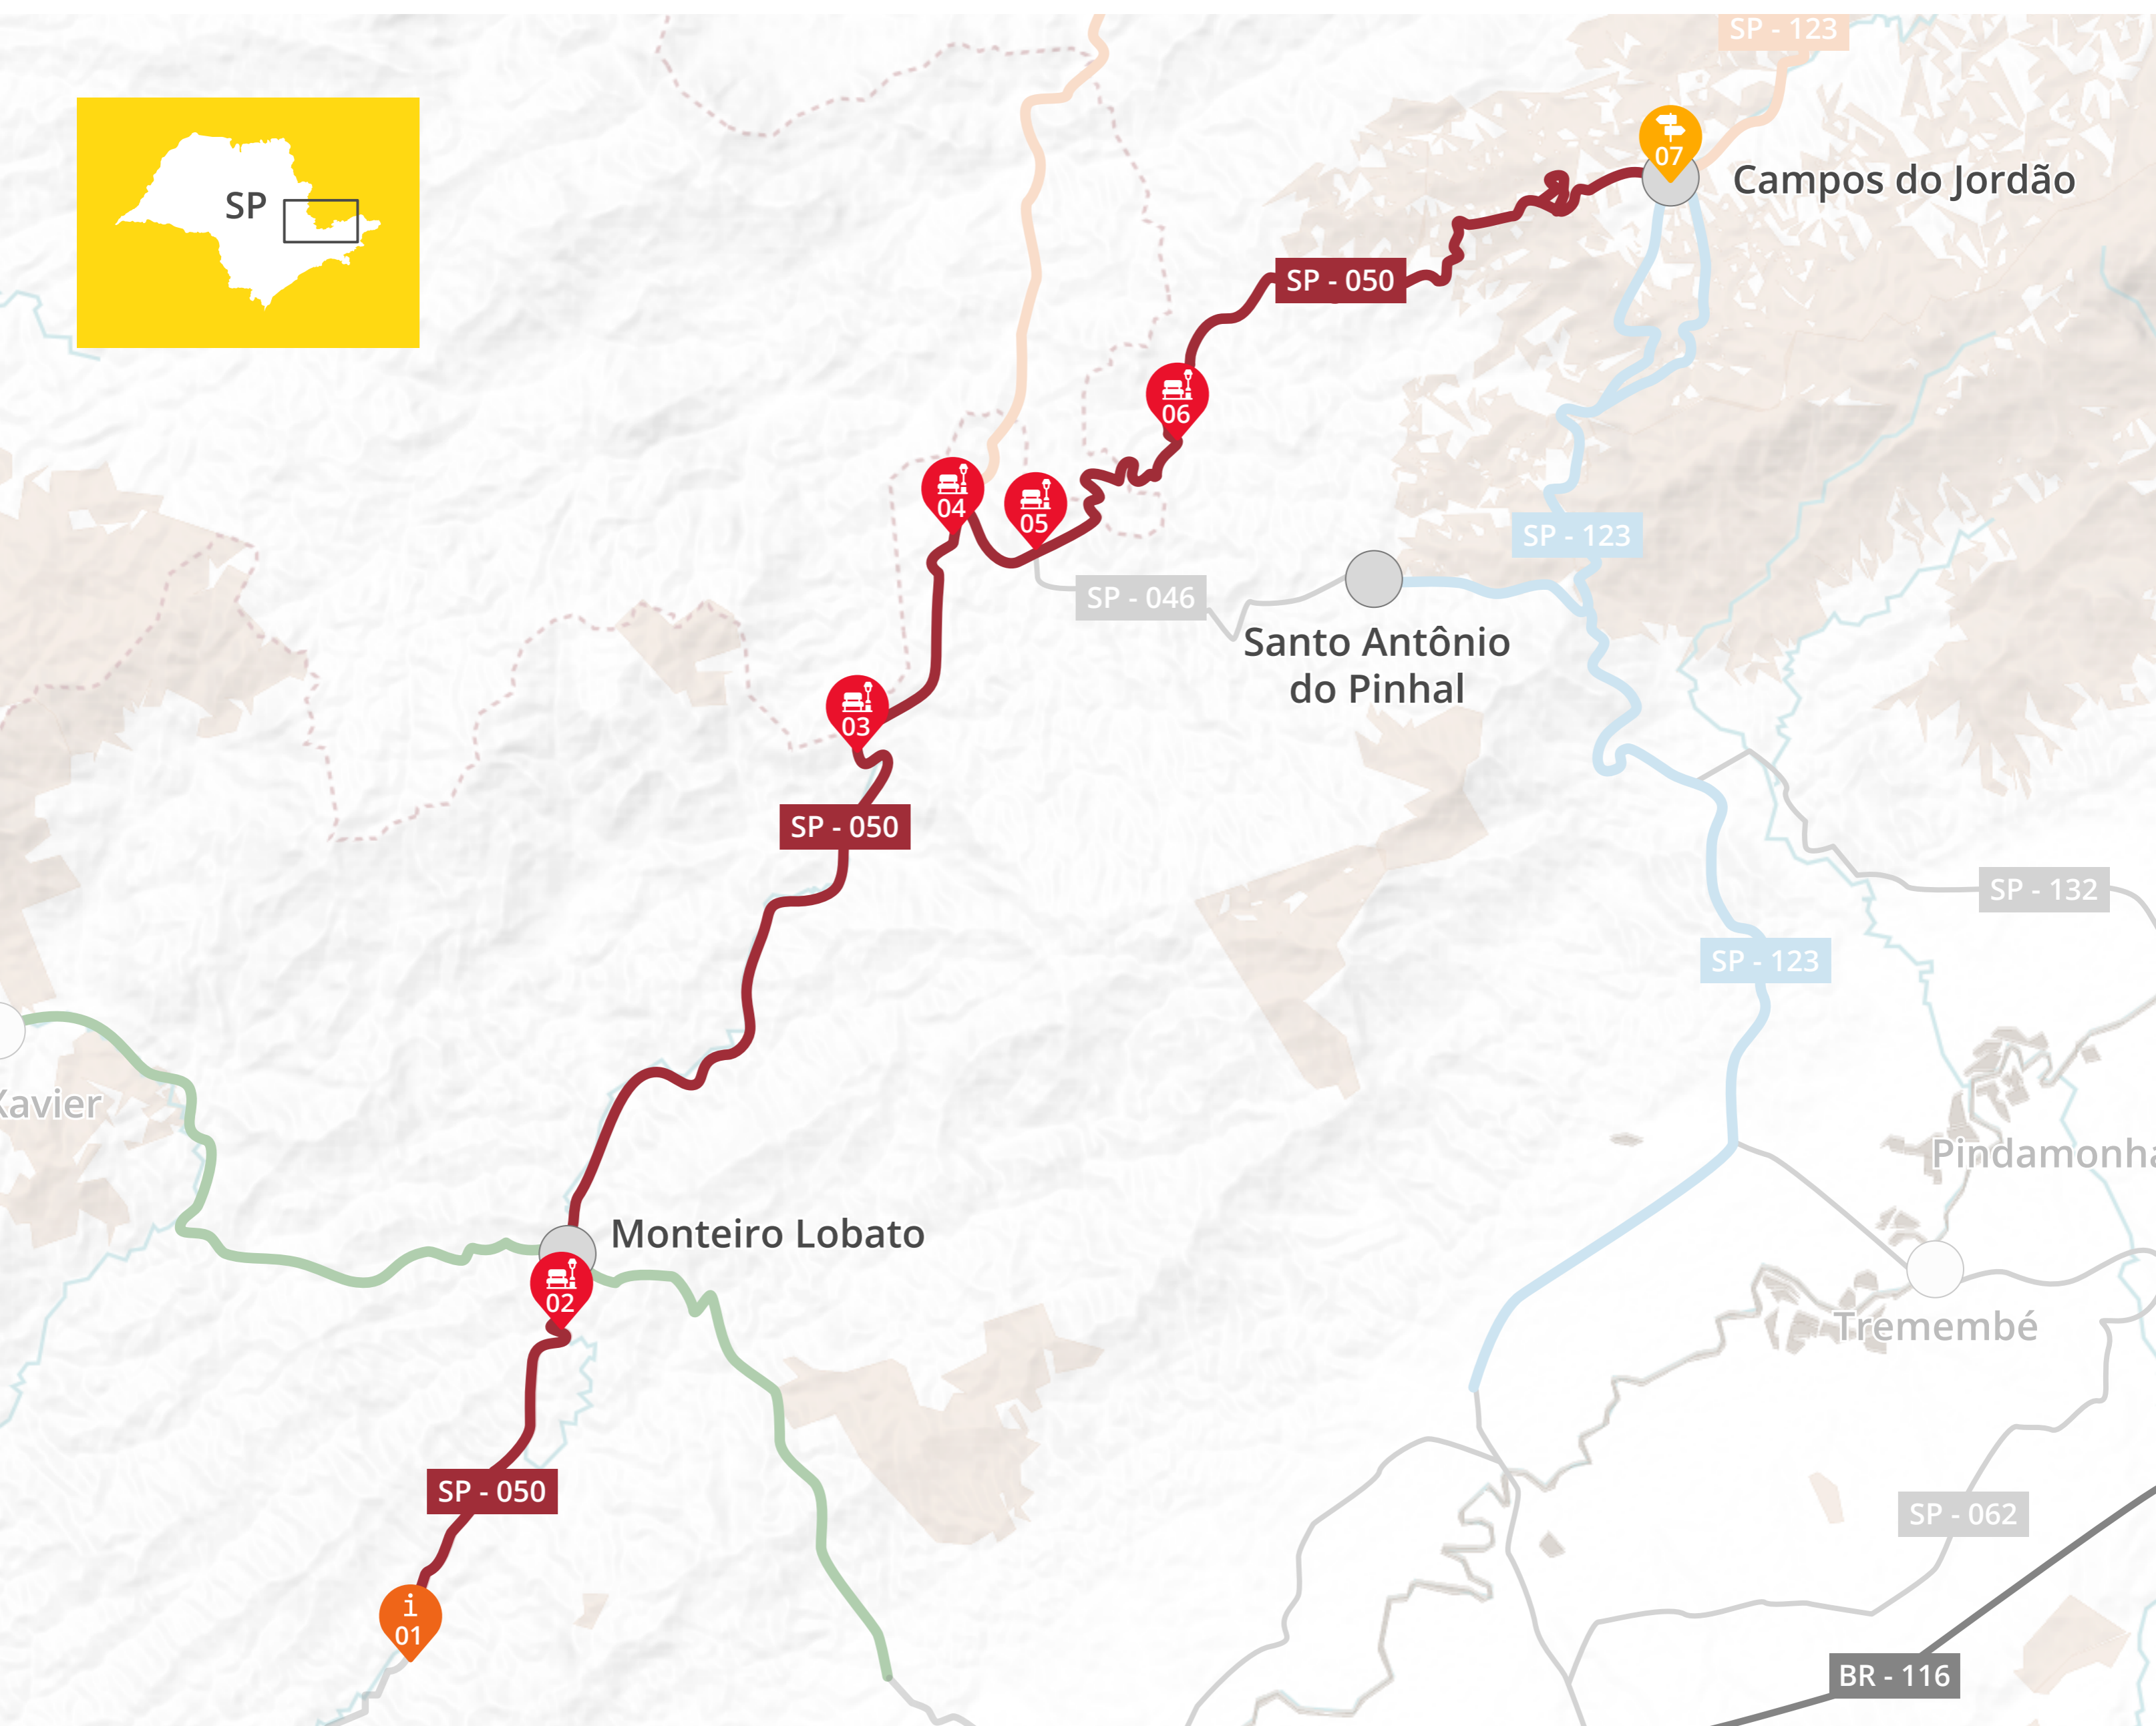 SP - 123
SP
07
Campos do Jordão
SP - 050
06
04
05
SP - 123
SP - 046
Santo Antônio
do Pinhal
03
SP - 050
SP - 132
SP - 123
Xavier
Pindamonha
Monteiro Lobato
02
Tremembé
SP - 050
SP - 062
i
01
BR - 116